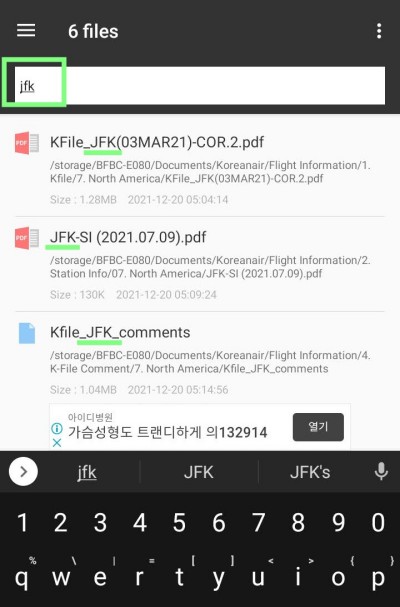 6 files
jfk
PDF
KFile_JFK(03MAR21)-COR.2.pdf
/storage/BFBC-E080/Documents/Koreanair/Flight Information/1.
Kfile/7. North America/KFile_JFK(03MAR21)-COR.2.pdf
Size : 1.28MB 2021-12-20 05:04:14
PDF
JFK-SI (2021.07.09).pdf
/storage/BFBC-E080/Documents/Koreanair/Flight Information/2.
Station Info/07. North America/JFK-SI (2021.07.09).pdf
Size : 130K 2021-12-20 05:09:24
Kfile_JFK_comments
/storage/BFBC-E080/Documents/Koreanair/Flight Information/4.
K-File Comment/7. North America/Kfile_JFK_comments
Size : 1.04MB 2021-12-20 05:14:56
아이디병원
가슴성형도 트랜디하게 의132914
열기
jfk JFK JFK's
1 2 3 4 5 6 7 8 9 0
% \ | = [ ] < > { }
q w e r t y u i o p